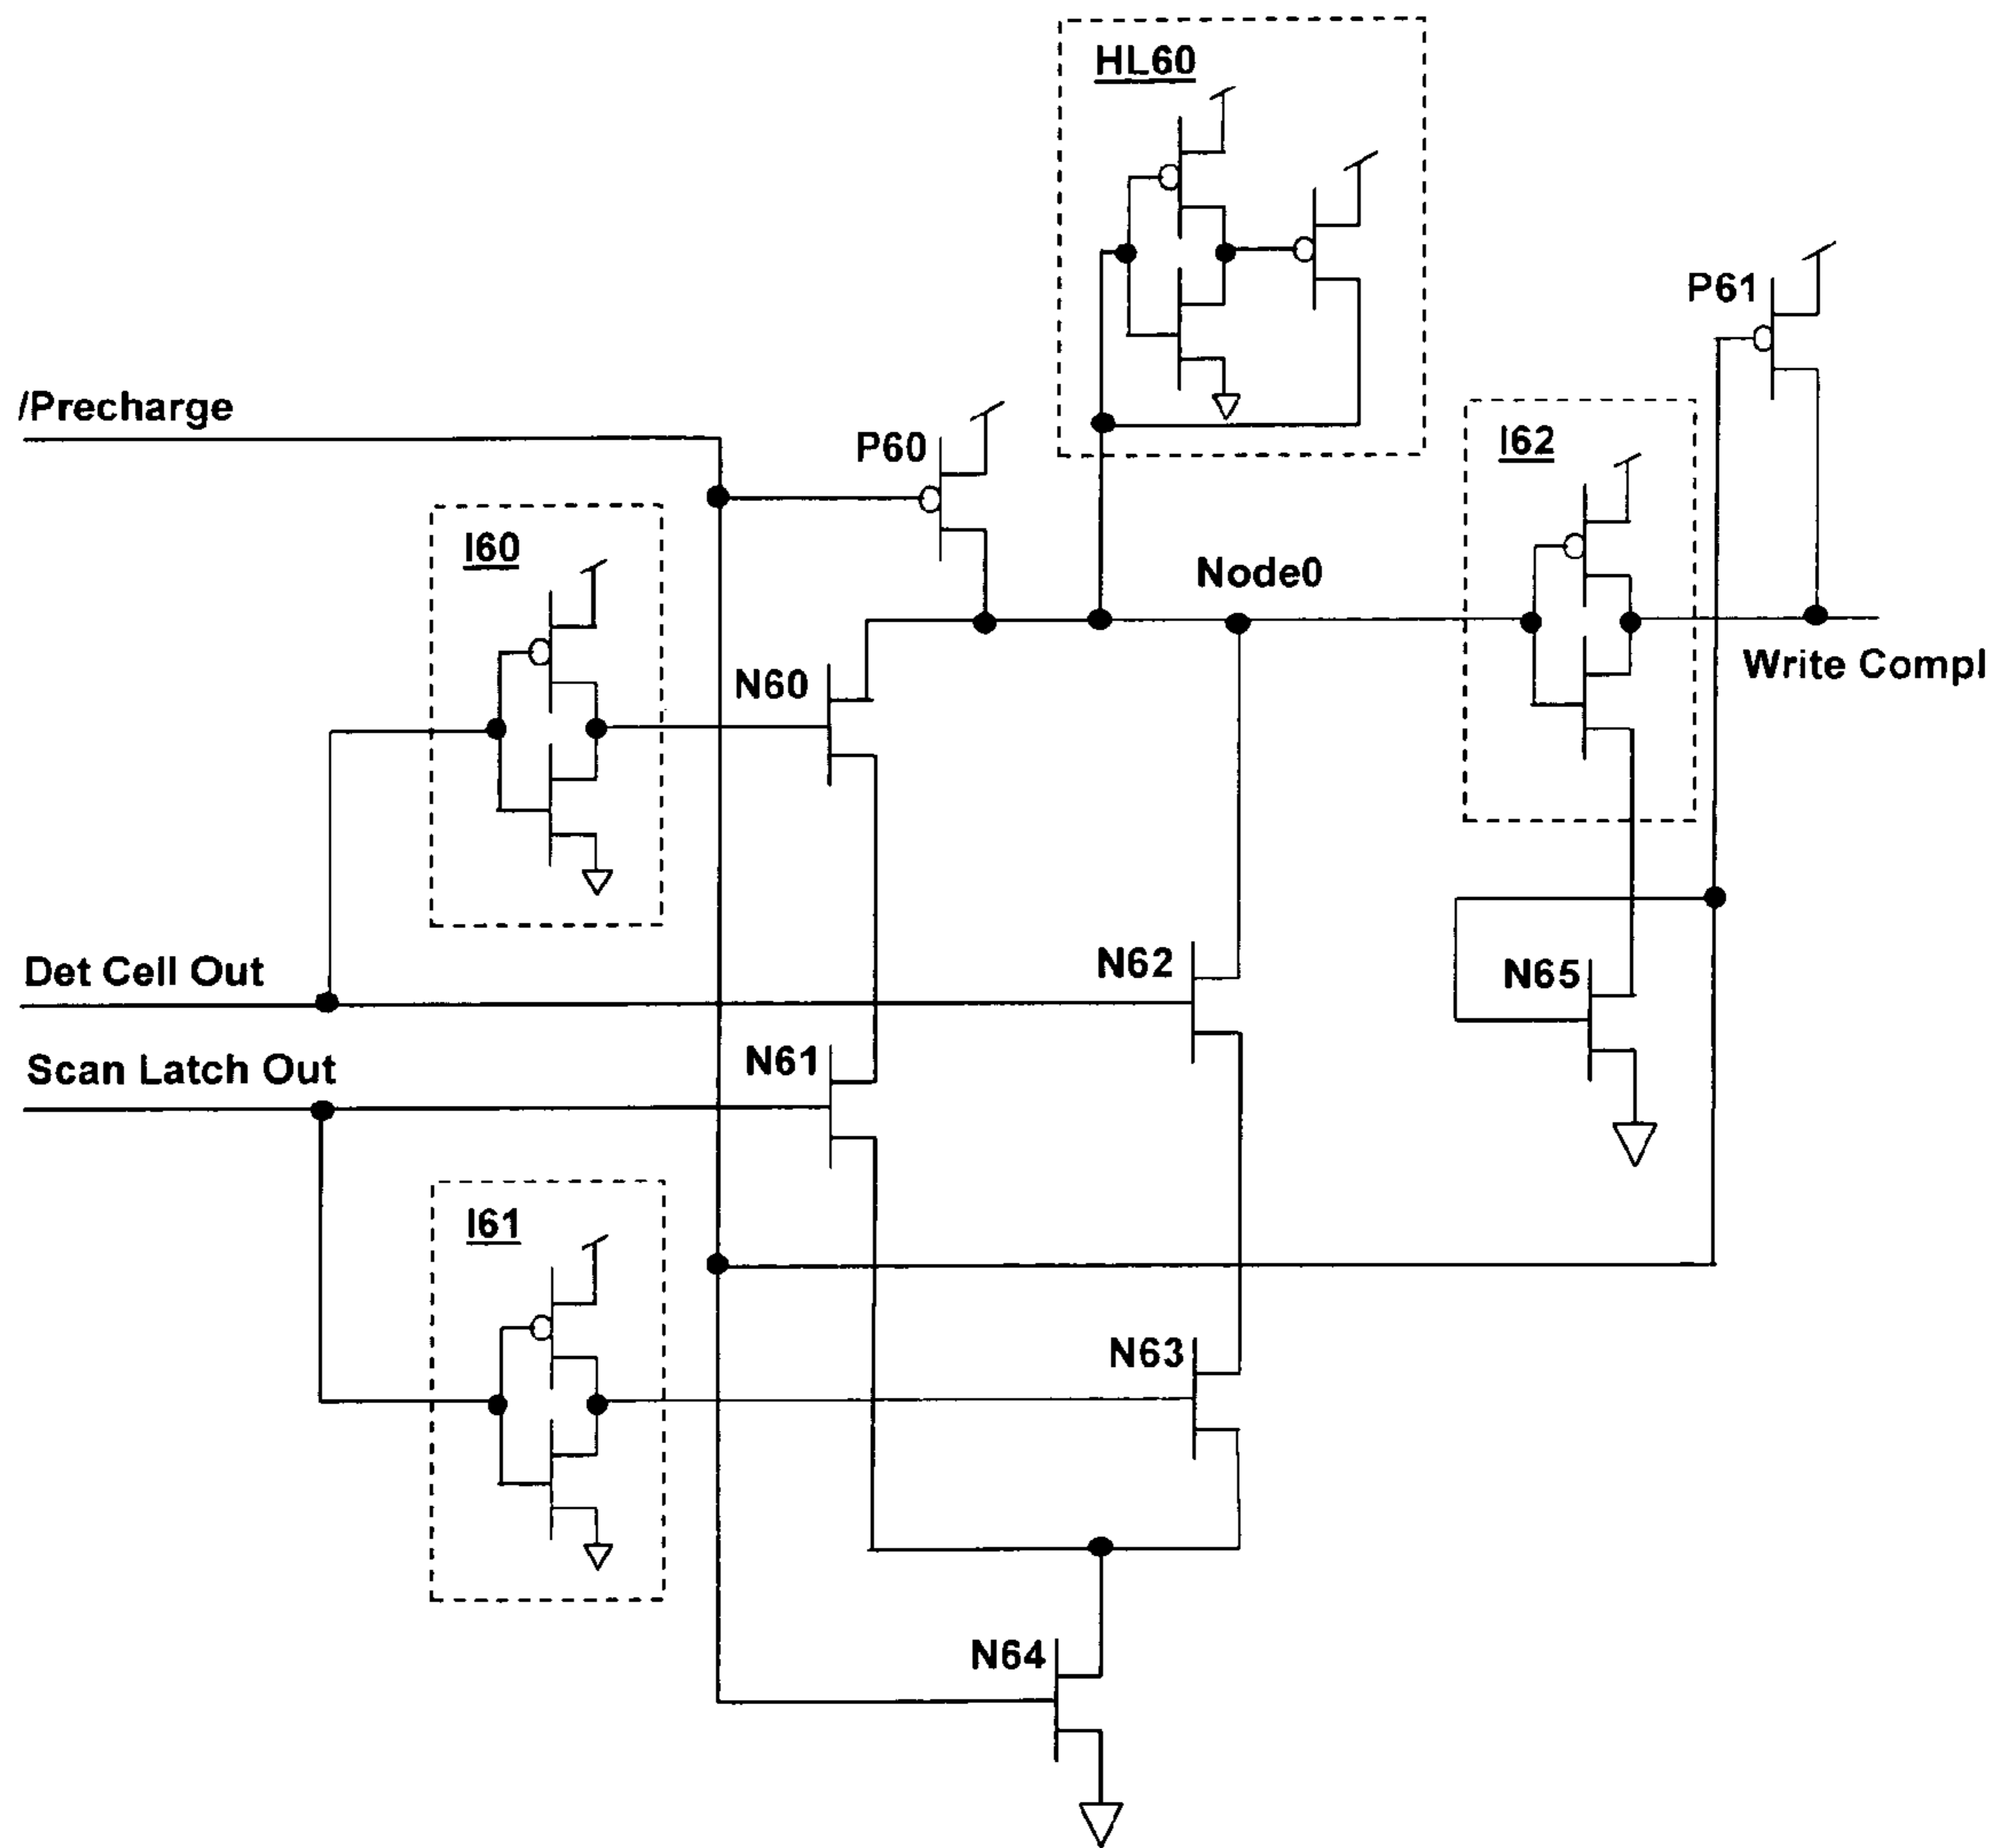 HL60
P61
/Precharge
P60
I62
I60
Node0
Write Compl
N60
Det Cell Out
N62
N65
Scan Latch Out
N61
I61
N63
N64